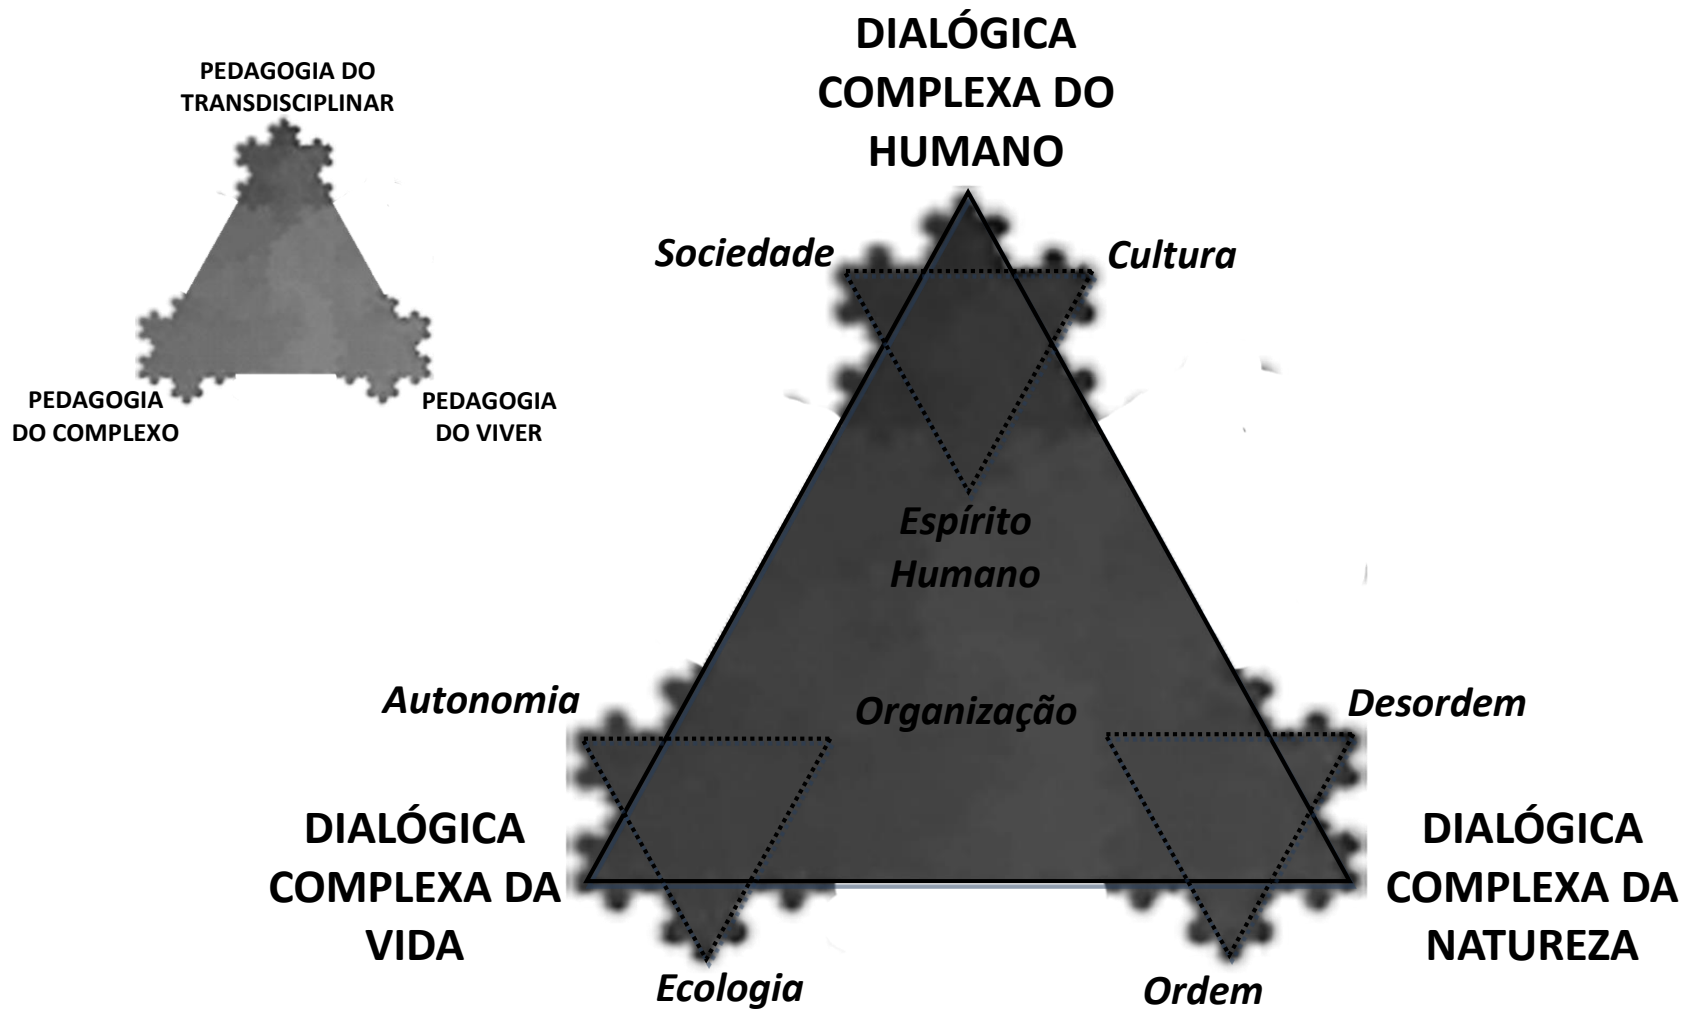 PEDAGOGIA DO
TRANSDISCIPLINAR
PEDAGOGIA
DO COMPLEXO
PEDAGOGIA
DO VIVER
DIALÓGICA
COMPLEXA DO
HUMANO
Sociedade
Cultura
Espírito
Humano
Autonomia
Organização
Desordem
DIALÓGICA
COMPLEXA DA
VIDA
DIALÓGICA
COMPLEXA DA
NATUREZA
Ecologia
Ordem